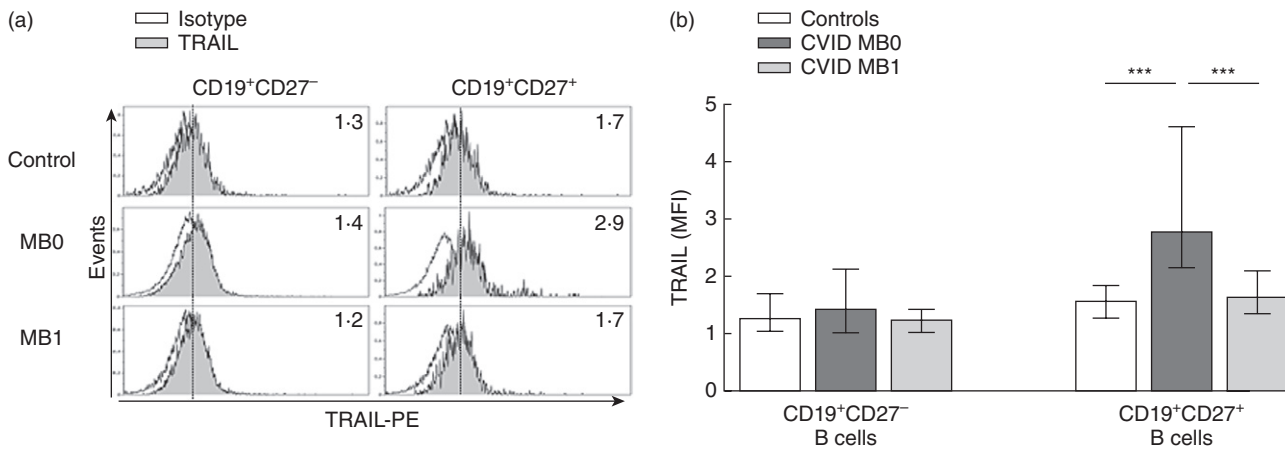 (a)
Isotype
TRAIL
CD19⁺CD27⁻
CD19⁺CD27⁺
Control
1·3
1·7
MB0
1·4
2·9
MB1
1·2
1·7
Events
TRAIL-PE
(b)
Controls
CVID MB0
CVID MB1
***
***
5
4
3
2
1
0
TRAIL (MFI)
CD19⁺CD27⁻
B cells
CD19⁺CD27⁺
B cells